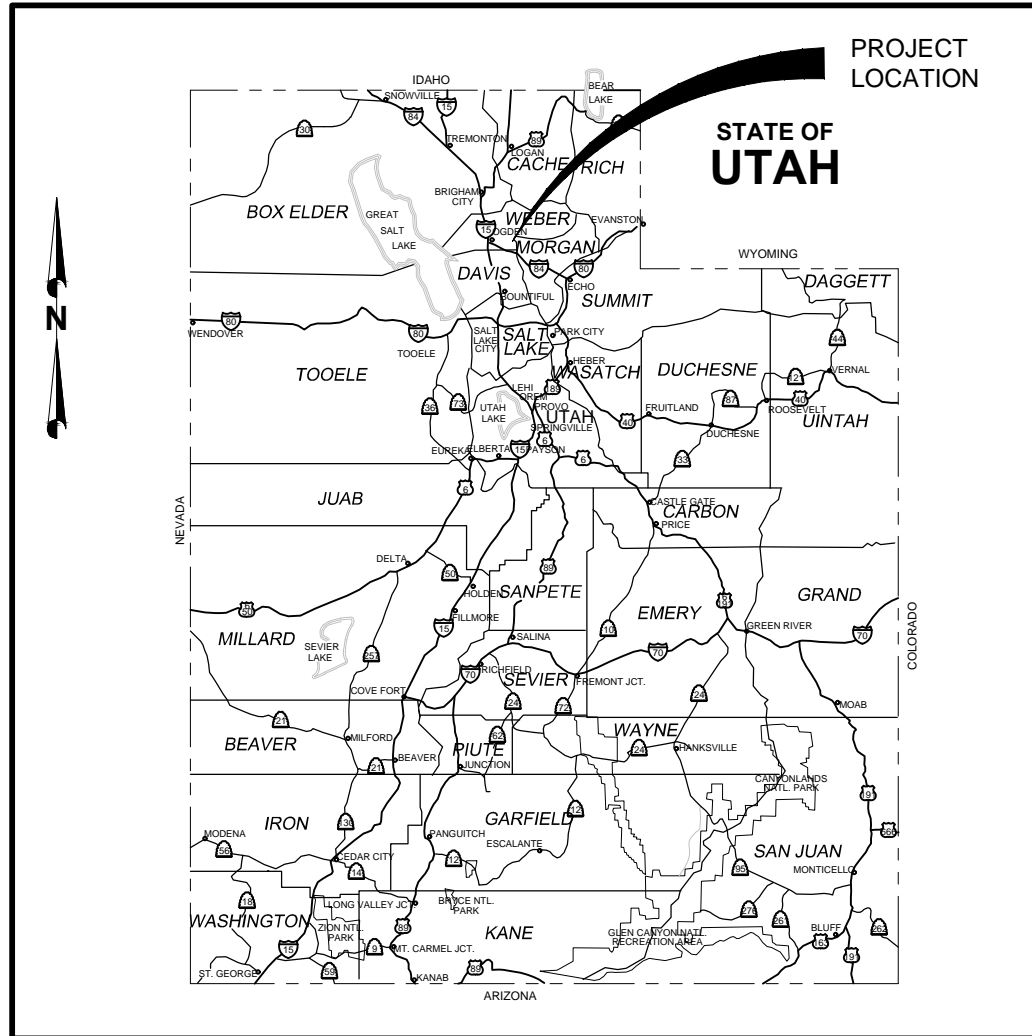 PROJECT
LOCATION
STATE OF
UTAH
IDAHO
SNOWVILLE
BEAR
LAKE
15
84
30
TREMONTON
89
LOGAN
CACHE
RICH
BRIGHAM
CITY
BOX ELDER
GREAT
SALT
LAKE
WEBER
EVANSTON
15
OGDEN
MORGAN
WYOMING
DAVIS
84
80
ECHO
DAGGETT
BOUNTIFUL
SUMMIT
80
WENDOVER
80
SALT
LAKE
CITY
SALT
LAKE
PARK CITY
44
TOOELE
HEBER
WASATCH
DUCHESNE
VERNAL
TOOELE
121
LEHI
OREM
189
87
40
36
73
UTAH
LAKE
PROVO
UTAH
FRUITLAND
ROOSEVELT
UINTAH
SPRINGVILLE
40
DUCHESNE
N
6
EUREKA
ELBERTA
15
PAYSON
6
33
JUAB
6
CASTLE GATE
CARBON
PRICE
NEVADA
DELTA
50
89
HOLDEN
SANPETE
GRAND
EMERY
6
50
FILLMORE
6
191
MILLARD
15
10
GREEN RIVER
SEVIER
LAKE
SALINA
70
COLORADO
257
70
RICHFIELD
70
SEVIER
FREMONT JCT.
COVE FORT
24
72
24
MOAB
21
WAYNE
BEAVER
MILFORD
62
PIUTE
24
HANKSVILLE
21
BEAVER
JUNCTION
CANYONLANDS
NATL. PARK
191
12
IRON
130
GARFIELD
666
MODENA
PANGUITCH
ESCALANTE
SAN JUAN
56
CEDAR CITY
12
95
MONTICELLO
14
18
LONG VALLEY JCT.
BRYCE NTL.
PARK
276
261
WASHINGTON
ZION NTL.
PARK
89
KANE
GLEN CANYON NATL.
RECREATION AREA
BLUFF
262
15
9
MT. CARMEL JCT.
163
191
ST. GEORGE
59
KANAB
89
ARIZONA